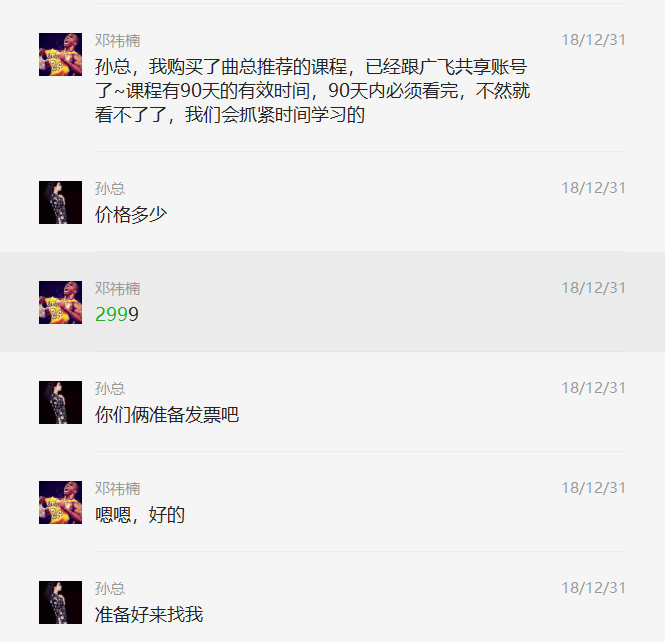 邓祎楠 18/12/31
孙总，我购买了曲总推荐的课程，已经跟广飞共享账号
了~课程有90天的有效时间，90天内必须看完，不然就
看不了了，我们会抓紧时间学习的
孙总 18/12/31
价格多少
邓祎楠 18/12/31
2999
孙总 18/12/31
你们俩准备发票吧
邓祎楠 18/12/31
嗯嗯，好的
孙总 18/12/31
准备好来找我